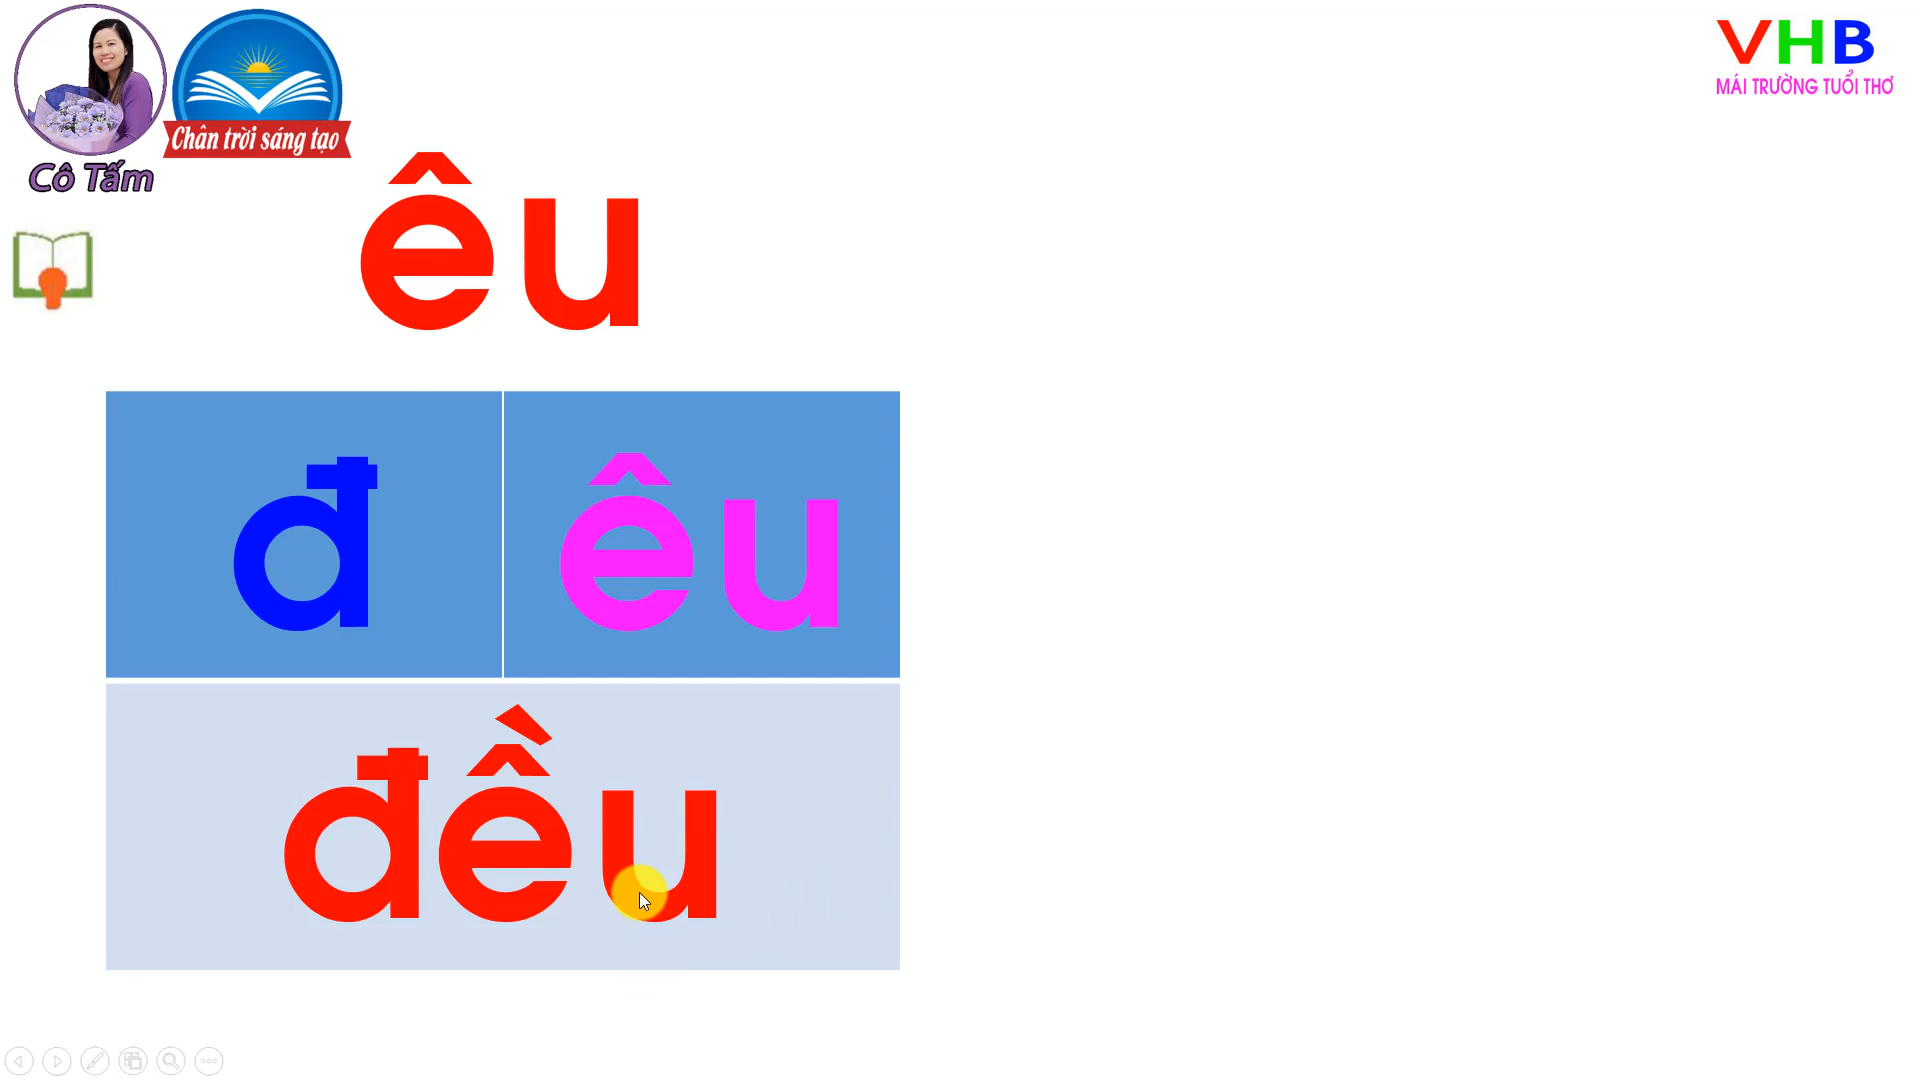 VHB
MÁI TRƯỜNG TUỔI THƠ
Chân trời sáng tạo
Cô Tấm
êu
đ êu
đều